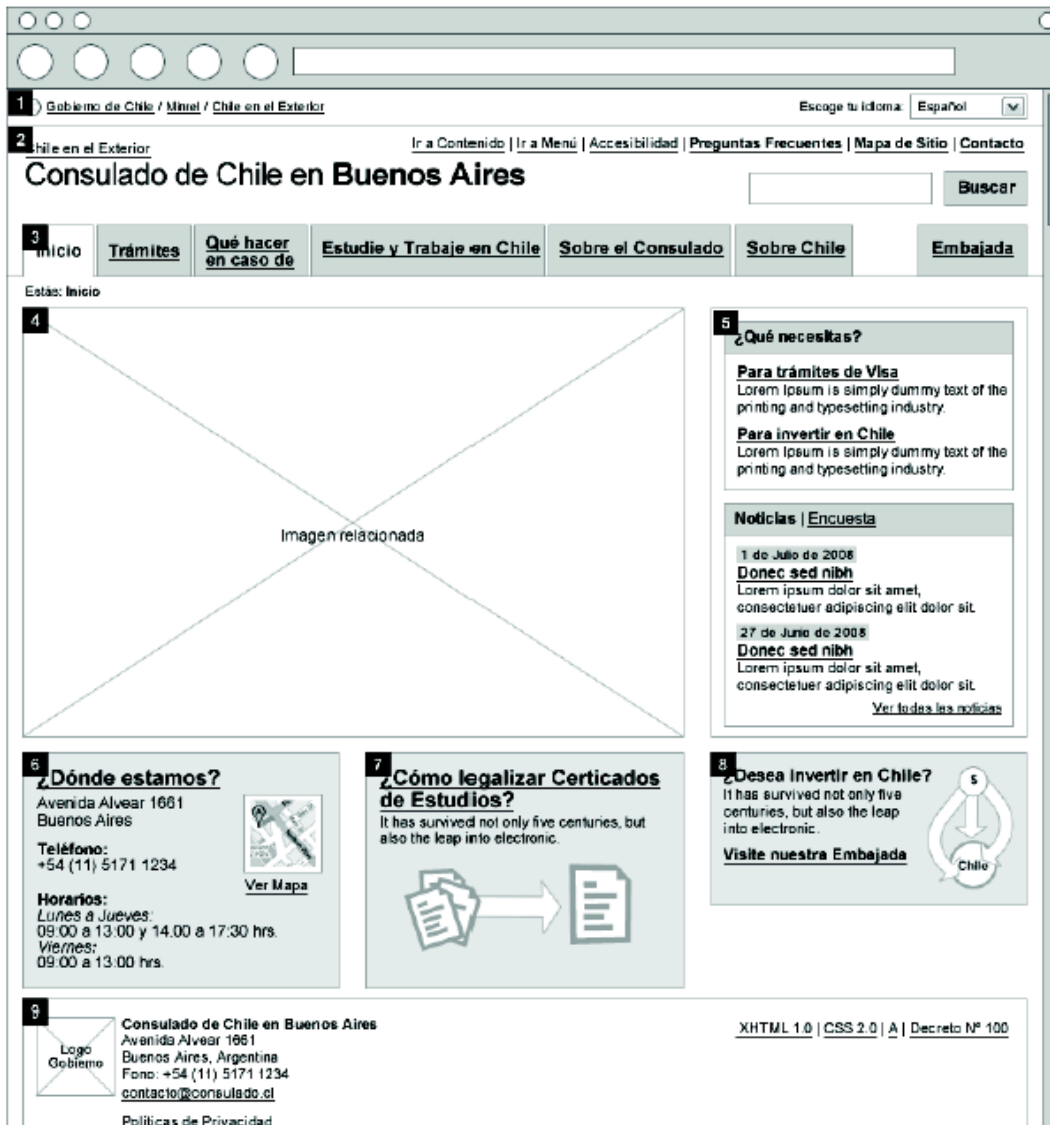 1
Gobierno de Chile / Minrel / Chile en el Exterior
Escoge tu idioma: Español
2
Chile en el Exterior
Ir a Contenido | Ir a Menú | Accesibilidad | Preguntas Frecuentes | Mapa de Sitio | Contacto
Consulado de Chile en Buenos Aires
Buscar
3
Inicio
Trámites
Qué hacer
en caso de
Estudie y Trabaje en Chile
Sobre el Consulado
Sobre Chile
Embajada
Estás: Inicio
4
Imagen relacionada
5
¿Qué necesitas?
Para trámites de Visa
Lorem Ipsum is simply dummy text of the
printing and typesetting industry.
Para invertir en Chile
Lorem Ipsum is simply dummy text of the
printing and typesetting industry.
Noticias | Encuesta
1 de Julio de 2008
Donec sed nibh
Lorem ipsum dolor sit amet,
consectetuer adipiscing elit dolor sit.
27 de Junio de 2008
Donec sed nibh
Lorem ipsum dolor sit amet,
consectetuer adipiscing elit dolor sit.
Ver todas las noticias
6
¿Dónde estamos?
Avenida Alvear 1661
Buenos Aires
Teléfono:
+54 (11) 5171 1234
Ver Mapa
Horarios:
Lunes a Jueves:
09:00 a 13:00 y 14.00 a 17:30 hrs.
Viernes:
09:00 a 13:00 hrs.
7
¿Cómo legalizar Certicados
de Estudios?
It has survived not only five centuries, but
also the leap into electronic.
8
¿Desea invertir en Chile?
It has survived not only five
centuries, but also the leap
into electronic.
Visite nuestra Embajada
$
Chile
9
Logo
Gobierno
Consulado de Chile en Buenos Aires
Avenida Alvear 1661
Buenos Aires, Argentina
Fono: +54 (11) 5171 1234
contacto@consulado.cl
Políticas de Privacidad
XHTML 1.0 | CSS 2.0 | A | Decreto Nº 100